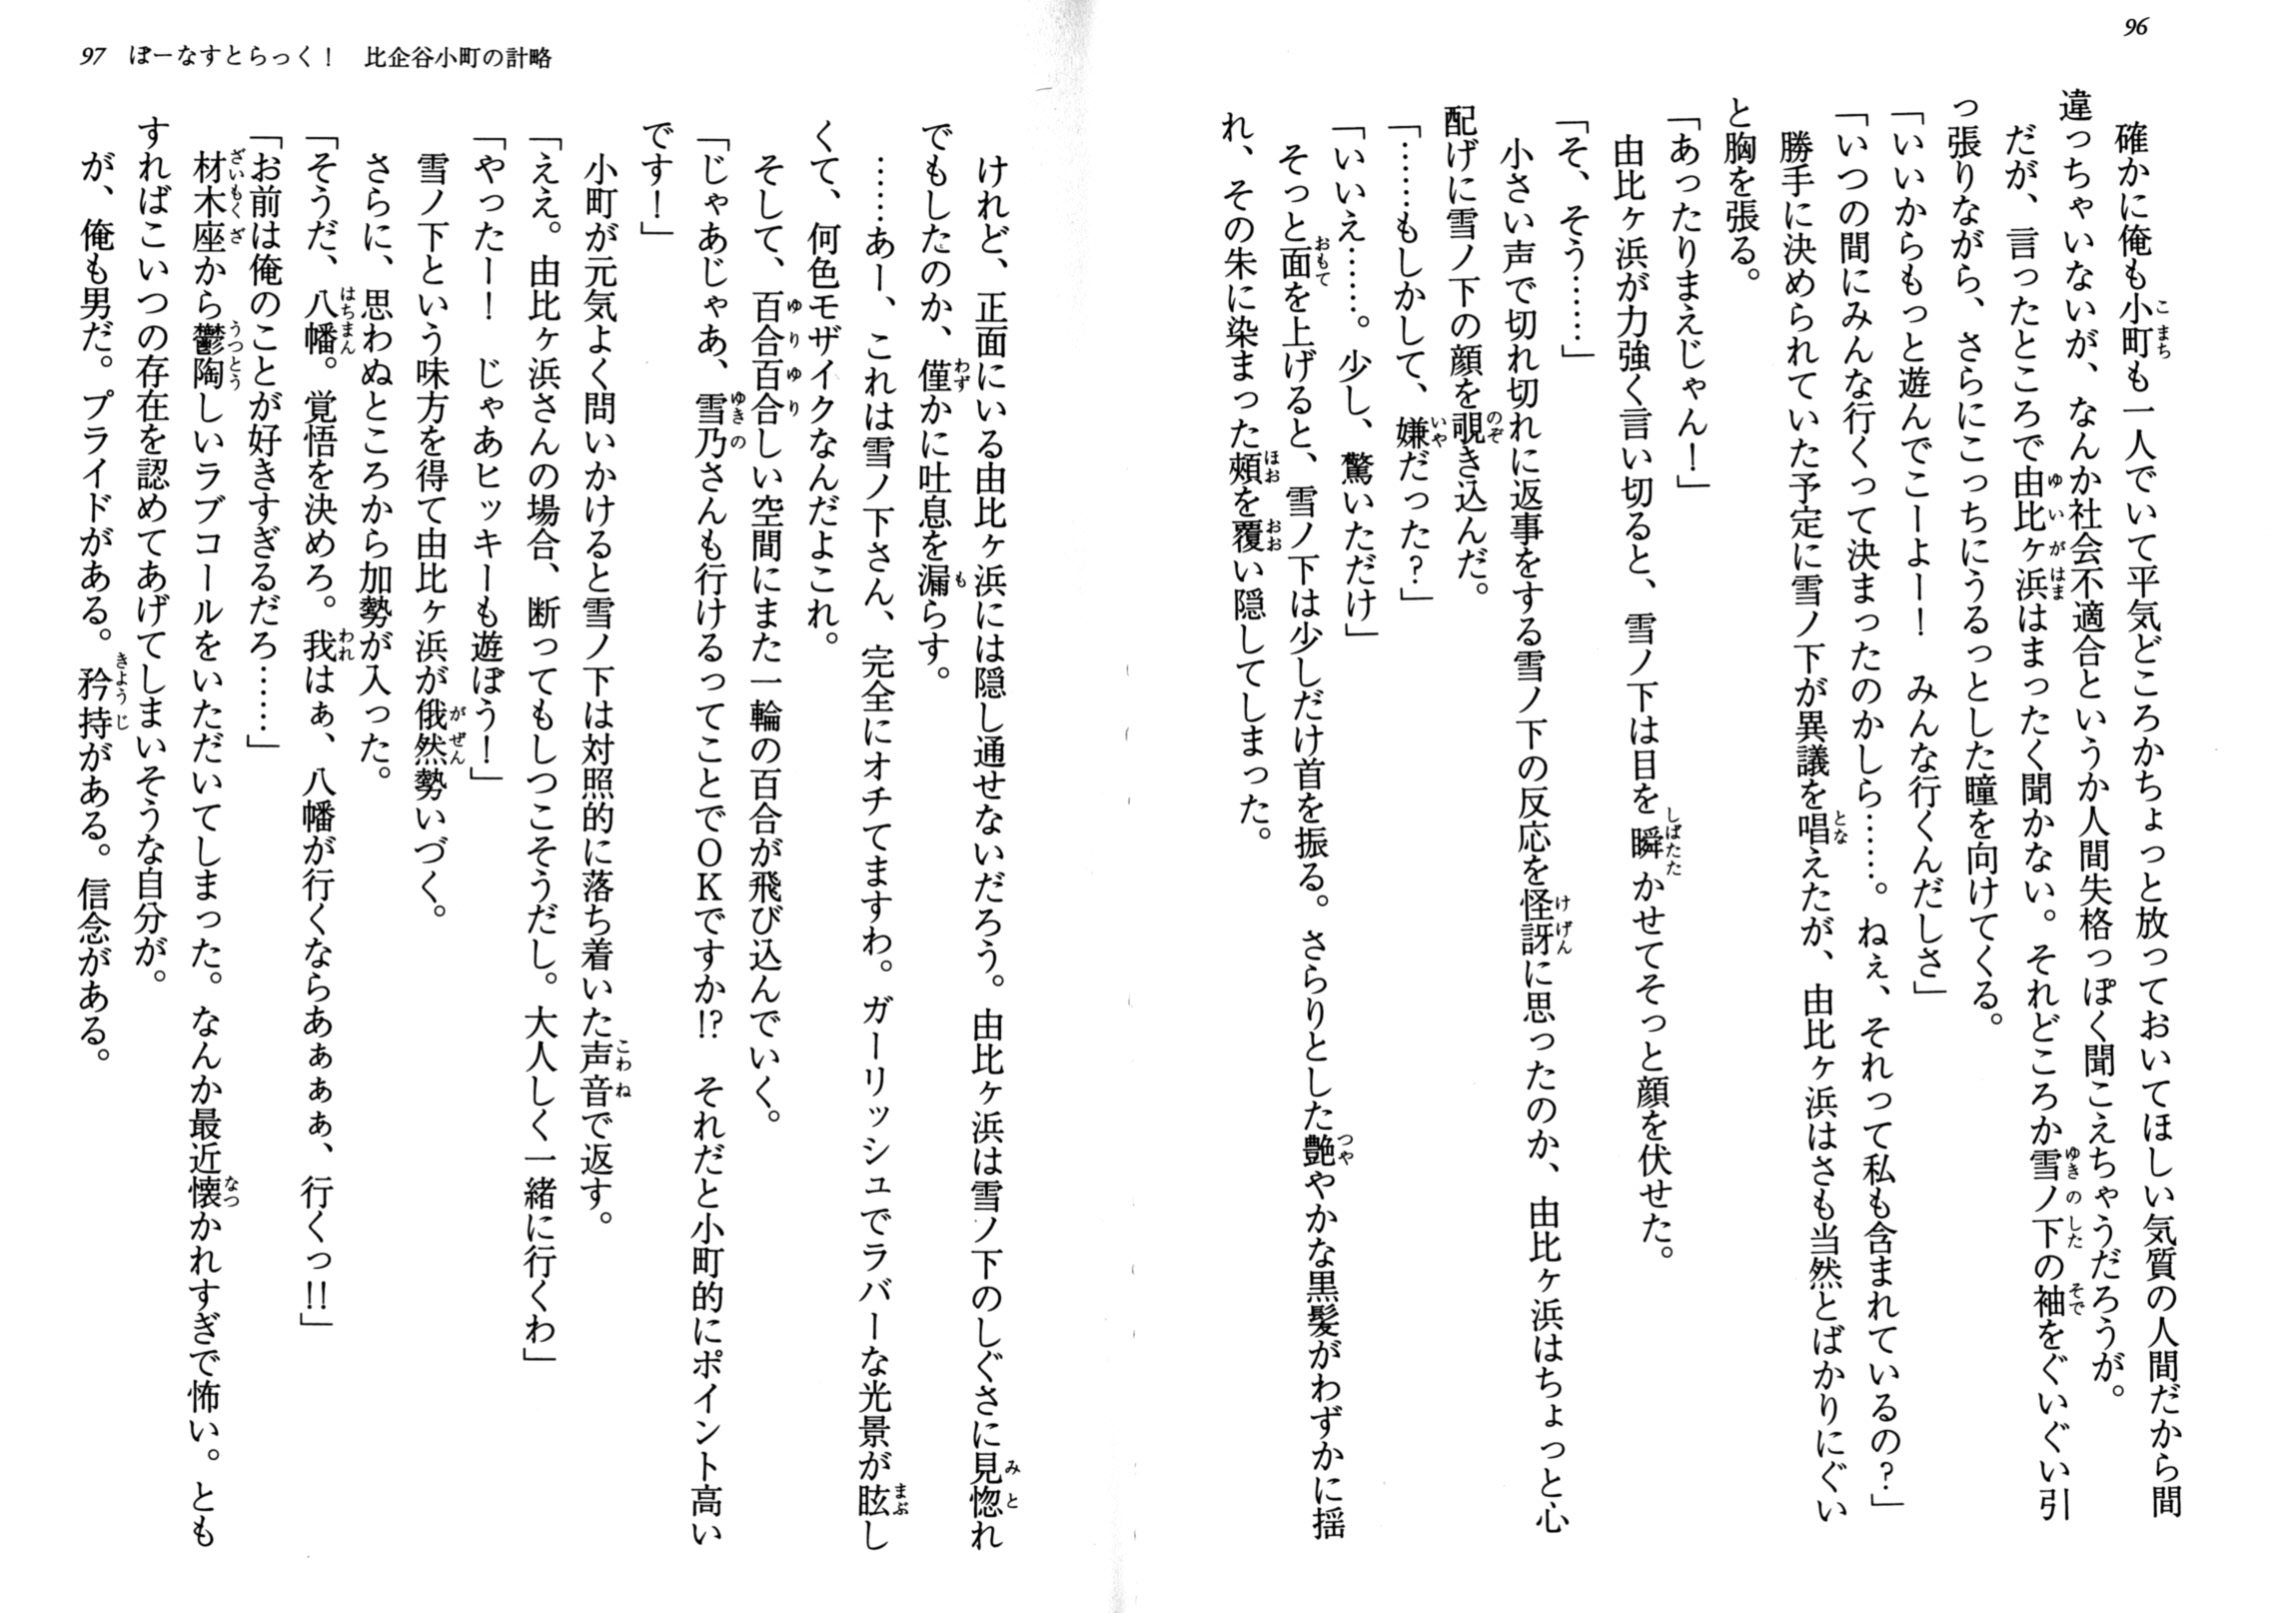 96
確かに俺も小町も一人でいて平気どころかちょっと放っておいてほしい気質の人間だから間
違っちゃいないが、なんか社会不適合というか人間失格っぽく聞こえちゃうだろうが。
だが、言ったところで由比ヶ浜はまったく聞かない。それどころか雪ノ下の袖をぐいぐい引
っ張りながら、さらにこっちにうるっとした瞳を向けてくる。
「いいからもっと遊んでこーよー！　みんな行くんだしさ」
「いつの間にみんな行くって決まったのかしら……。ねぇ、それって私も含まれているの？」
勝手に決められていた予定に雪ノ下が異議を唱えたが、由比ヶ浜はさも当然とばかりにぐい
と胸を張る。
「あったりまえじゃん！」
由比ヶ浜が力強く言い切ると、雪ノ下は目を瞬かせてそっと顔を伏せた。
「そ、そう……」
小さい声で切れ切れに返事をする雪ノ下の反応を怪訝に思ったのか、由比ヶ浜はちょっと心
配げに雪ノ下の顔を覗き込んだ。
「……もしかして、嫌だった？」
「いいえ……。少し、驚いただけ」
そっと面を上げると、雪ノ下は少しだけ首を振る。さらりとした艶やかな黒髪がわずかに揺
れ、その朱に染まった頰を覆い隠してしまった。
97 ぼーなすとらっく！　比企谷小町の計略
けれど、正面にいる由比ヶ浜には隠し通せないだろう。由比ヶ浜は雪ノ下のしぐさに見惚れ
でもしたのか、僅かに吐息を漏らす。
……あー、これは雪ノ下さん、完全にオチてますわ。ガーリッシュでラバーな光景が眩し
くて、何色モザイクなんだよこれ。
そして、百合百合しい空間にまた一輪の百合が飛び込んでいく。
「じゃあじゃあ、雪乃さんも行けるってことでＯＫですか!?　それだと小町的にポイント高い
です！」
小町が元気よく問いかけると雪ノ下は対照的に落ち着いた声音で返す。
「ええ。由比ヶ浜さんの場合、断ってもしつこそうだし。大人しく一緒に行くわ」
「やったー！　じゃあヒッキーも遊ぼう！」
雪ノ下という味方を得て由比ヶ浜が俄然勢いづく。
さらに、思わぬところから加勢が入った。
「そうだ、八幡。覚悟を決めろ。我はぁ、八幡が行くならあぁぁぁ、行くっ!!」
「お前は俺のことが好きすぎるだろ……」
材木座から鬱陶しいラブコールをいただいてしまった。なんか最近懐かれすぎで怖い。とも
すればこいつの存在を認めてあげてしまいそうな自分が。
が、俺も男だ。プライドがある。矜持がある。信念がある。